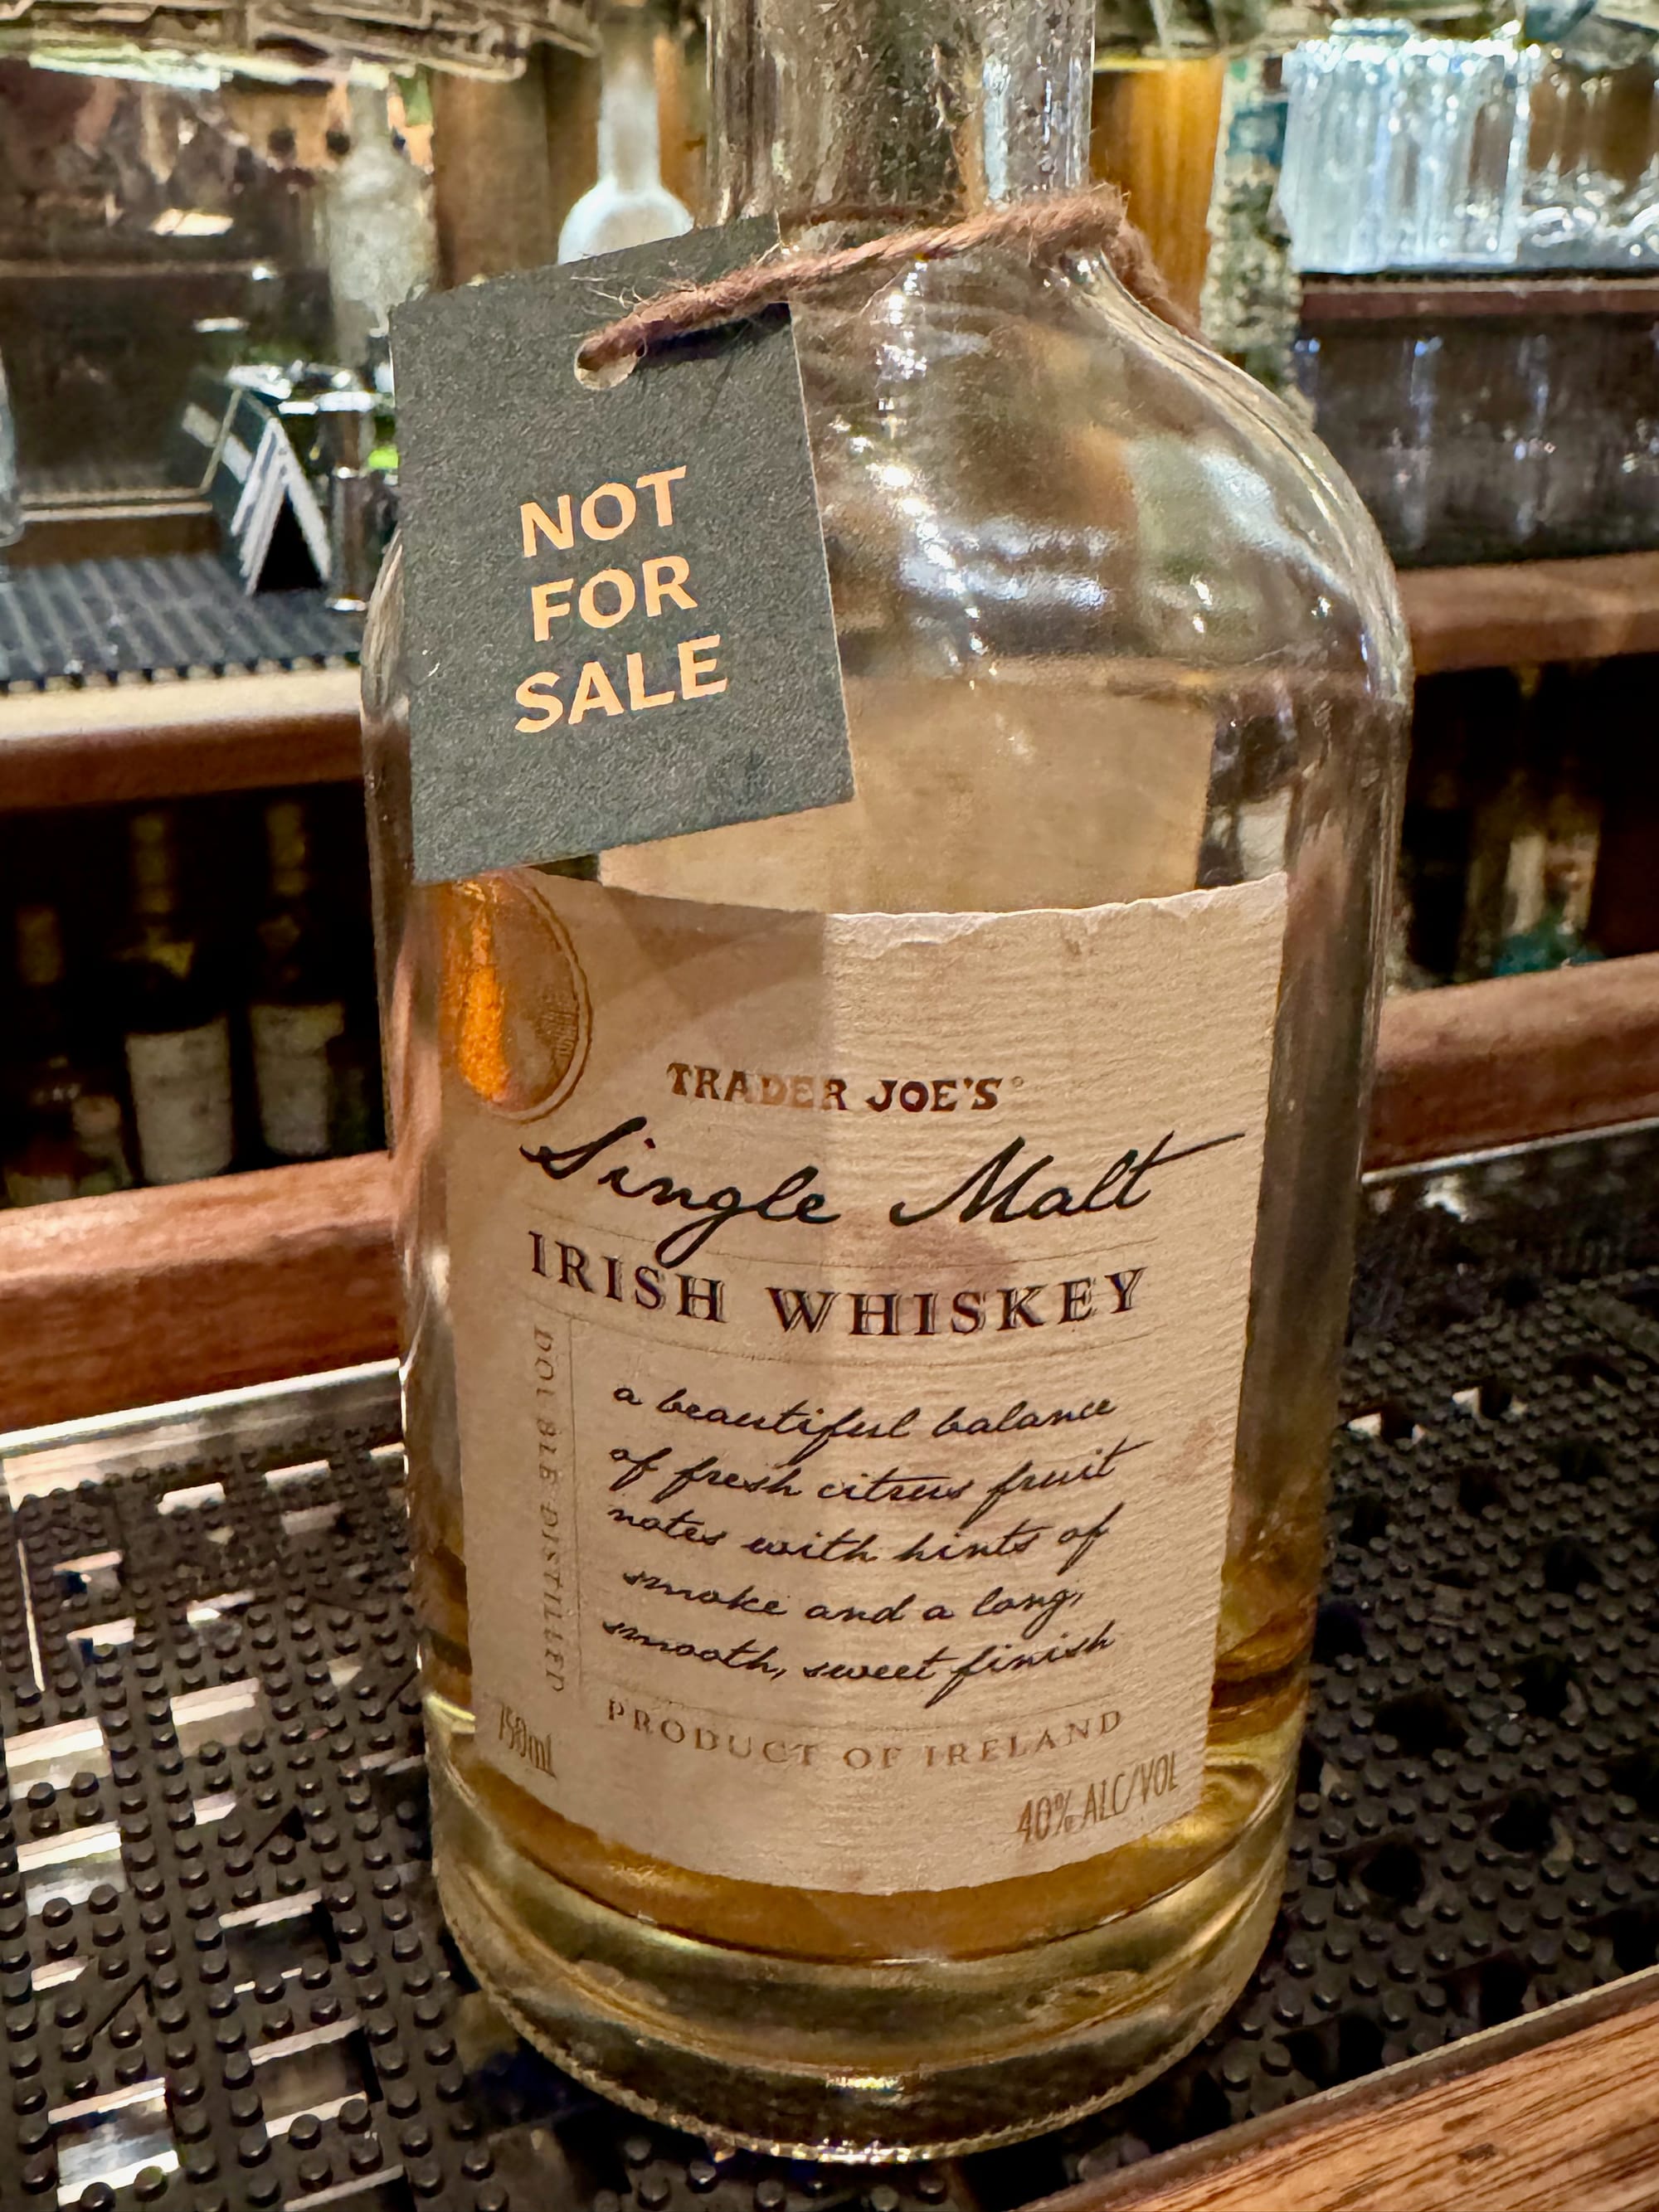 NOT
FOR
SALE
TRADER JOE'S®
Single Malt
IRISH WHISKEY
DOUBLE DISTILLED
a beautiful balance
of fresh citrus fruit
notes with hints of
smoke and a long,
smooth, sweet finish
PRODUCT OF IRELAND
750ml
40% ALC/VOL